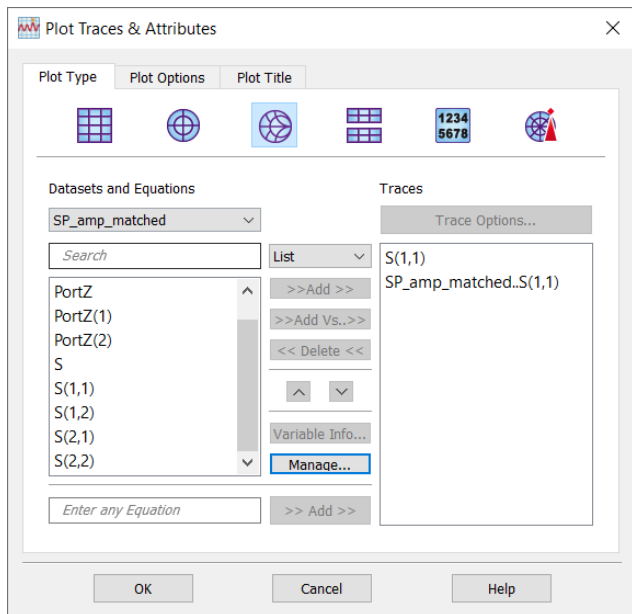 Plot Traces & Attributes
Plot Type
Plot Options
Plot Title
1234
5678
Datasets and Equations
Traces
SP_amp_matched
Trace Options...
Search
List
S(1,1)
SP_amp_matched..S(1,1)
PortZ
PortZ(1)
PortZ(2)
S
S(1,1)
S(1,2)
S(2,1)
S(2,2)
>>Add >>
>>Add Vs..>>
<< Delete <<
Variable Info...
Manage...
Enter any Equation
>> Add >>
OK
Cancel
Help